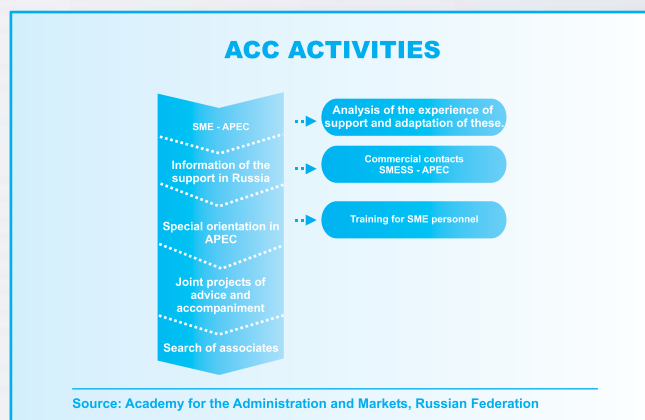 ACC ACTIVITIES
SME - APEC
Analysis of the experience of
support and adaptation of these.
Information of the
support in Russia
Commercial contacts
SMESS - APEC
Special orientation in
APEC
Training for SME personnel
Joint projects of
advice and
accompaniment
Search of associates
Source: Academy for the Administration and Markets, Russian Federation